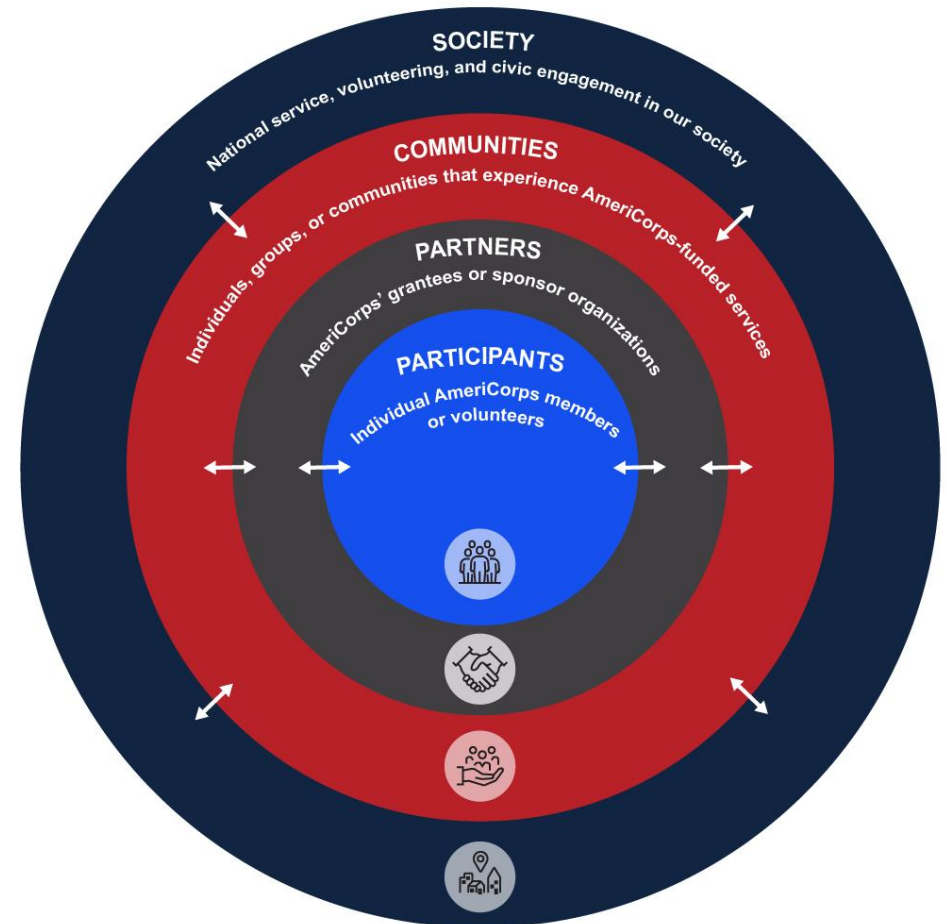 SOCIETY
National service, volunteering, and civic engagement in our society
COMMUNITIES
Individuals, groups, or communities that experience AmeriCorps-funded services
PARTNERS
AmeriCorps’ grantees or sponsor organizations
PARTICIPANTS
Individual AmeriCorps members
or volunteers